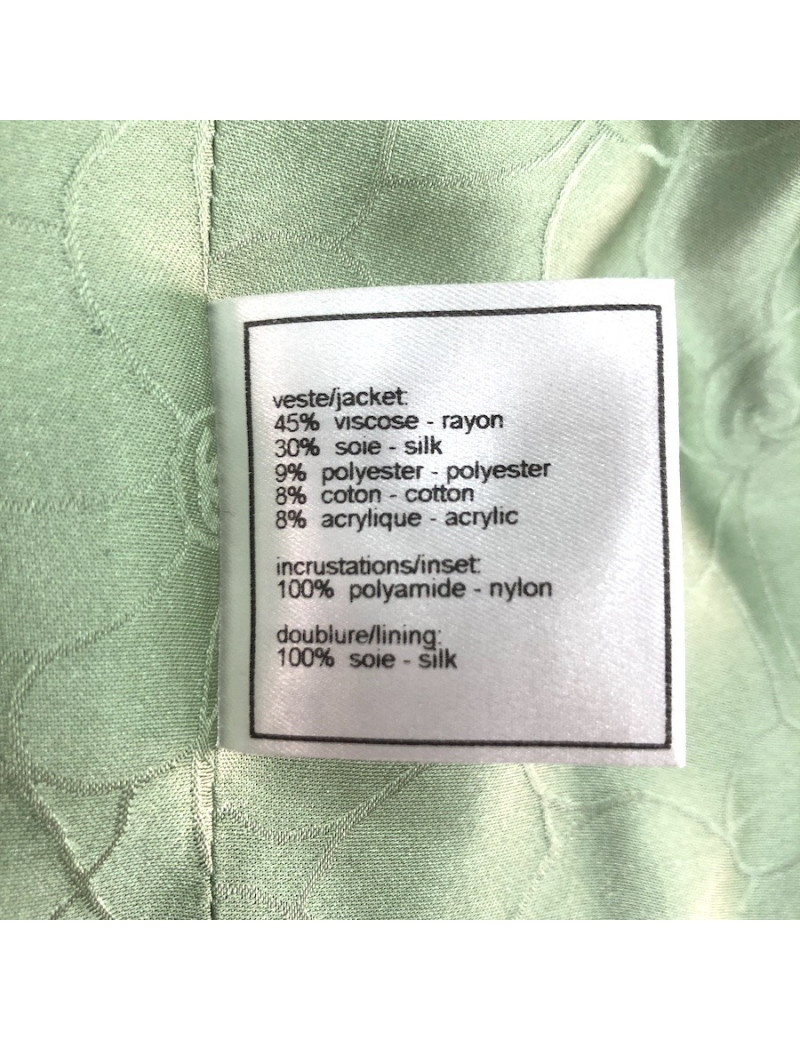 veste/jacket:
45% viscose - rayon
30% soie - silk
9% polyester - polyester
8% coton - cotton
8% acrylique - acrylic
incrustations/inset:
100% polyamide - nylon
doublure/lining:
100% soie - silk